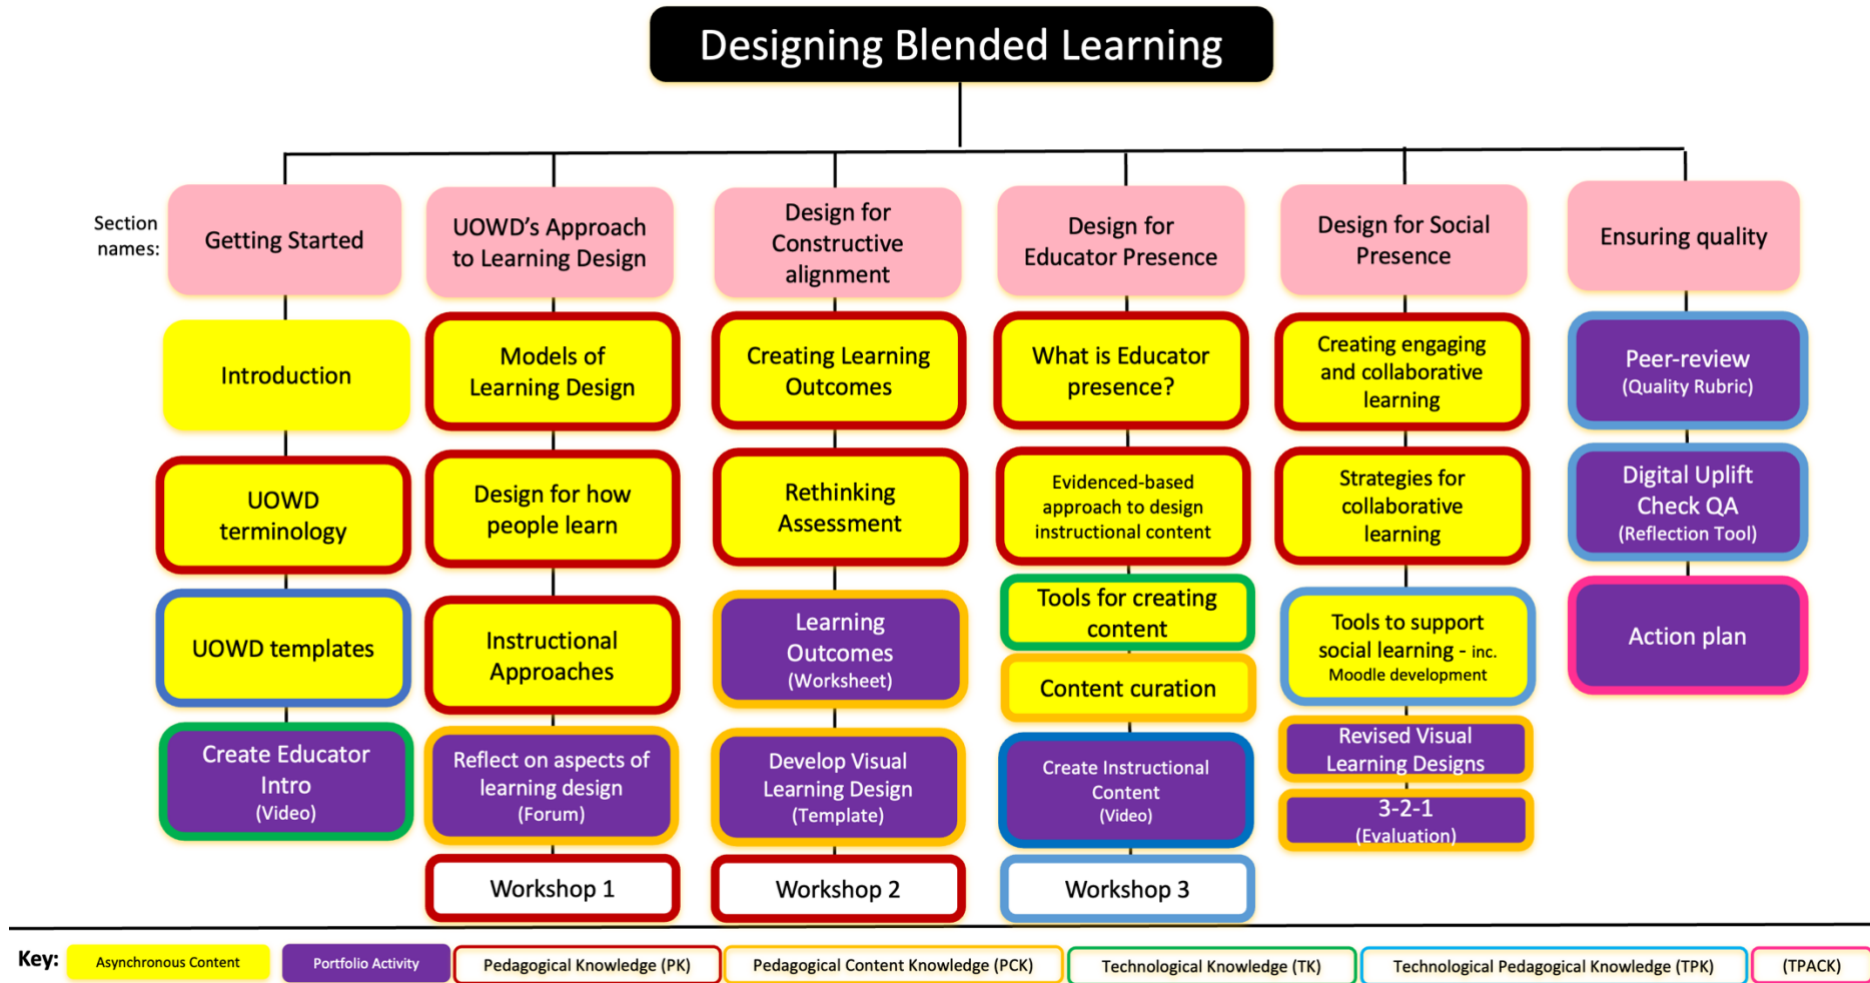 Designing Blended Learning
Section
names:
Getting Started
UOWD's Approach
to Learning Design
Design for
Constructive
alignment
Design for
Educator Presence
Design for Social
Presence
Ensuring quality
Introduction
UOWD
terminology
UOWD templates
Create Educator
Intro
(Video)
Models of
Learning Design
Design for how
people learn
Instructional
Approaches
Reflect on aspects of
learning design
(Forum)
Workshop 1
Creating Learning
Outcomes
Rethinking
Assessment
Learning
Outcomes
(Worksheet)
Develop Visual
Learning Design
(Template)
Workshop 2
What is Educator
presence?
Evidenced-based
approach to design
instructional content
Tools for creating
content
Content curation
Create Instructional
Content
(Video)
Workshop 3
Creating engaging
and collaborative
learning
Strategies for
collaborative
learning
Tools to support
social learning - inc.
Moodle development
Revised Visual
Learning Designs
3-2-1
(Evaluation)
Peer-review
(Quality Rubric)
Digital Uplift
Check QA
(Reflection Tool)
Action plan
Key:
Asynchronous Content
Portfolio Activity
Pedagogical Knowledge (PK)
Pedagogical Content Knowledge (PCK)
Technological Knowledge (TK)
Technological Pedagogical Knowledge (TPK)
(TPACK)